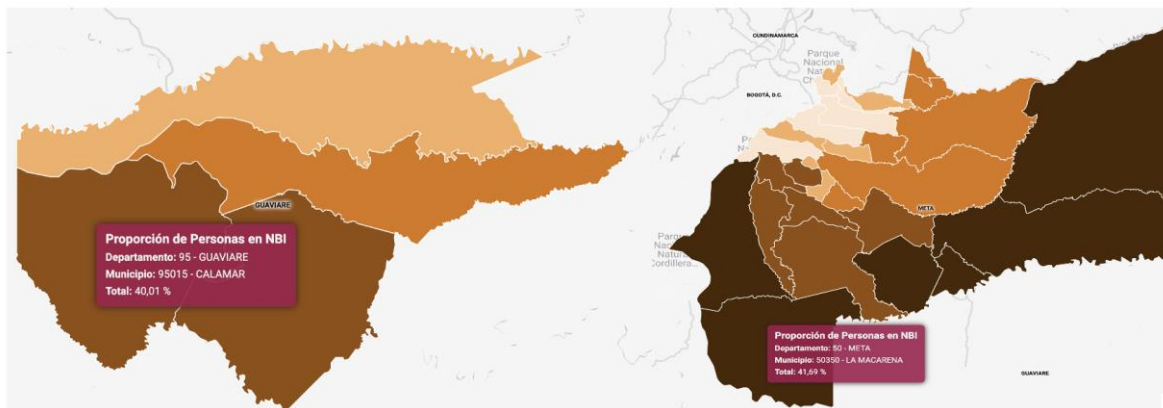 GUAVIARE
Proporción de Personas en NBI
Departamento: 95 - GUAVIARE
Municipio: 95015 - CALAMAR
Total: 40,01 %
CUNDINAMARCA
Parque
Nacional
BOGOTÁ, D.C.
META
Parque
Proporción de Personas en NBI
Departamento: 50 - META
Municipio: 50350 - LA MACARENA
Total: 41,69 %
GUAVIARE